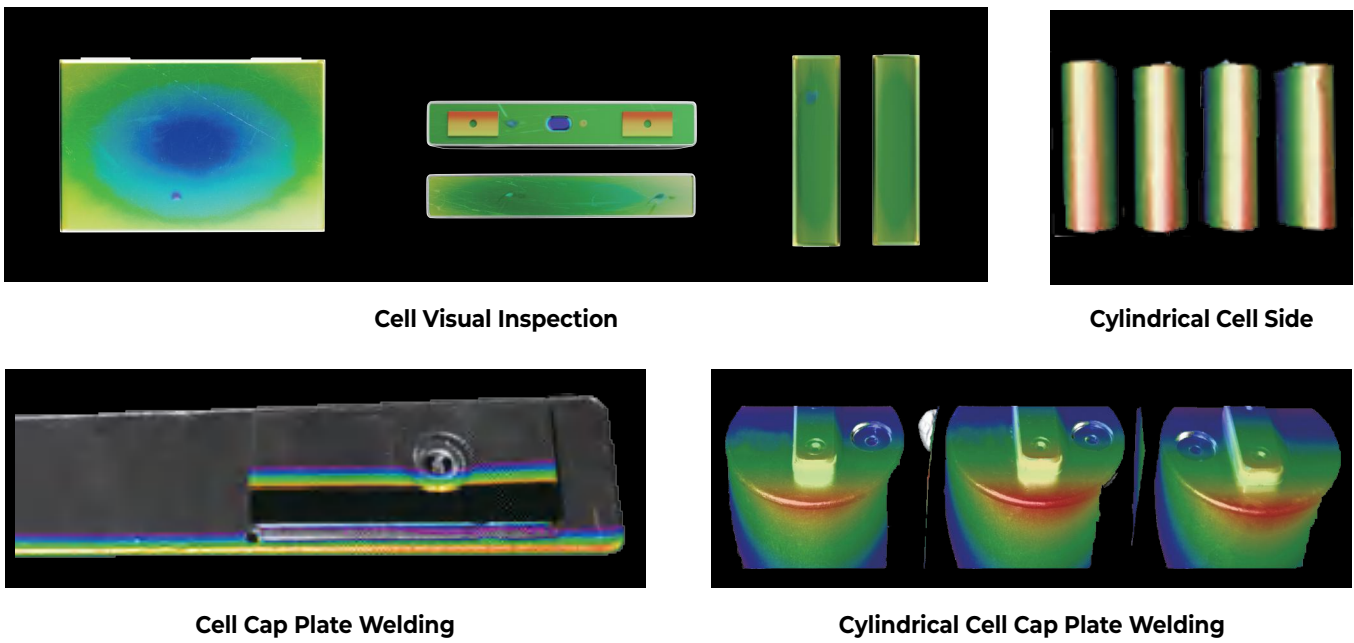 Cell Visual Inspection
Cylindrical Cell Side
Cell Cap Plate Welding
Cylindrical Cell Cap Plate Welding